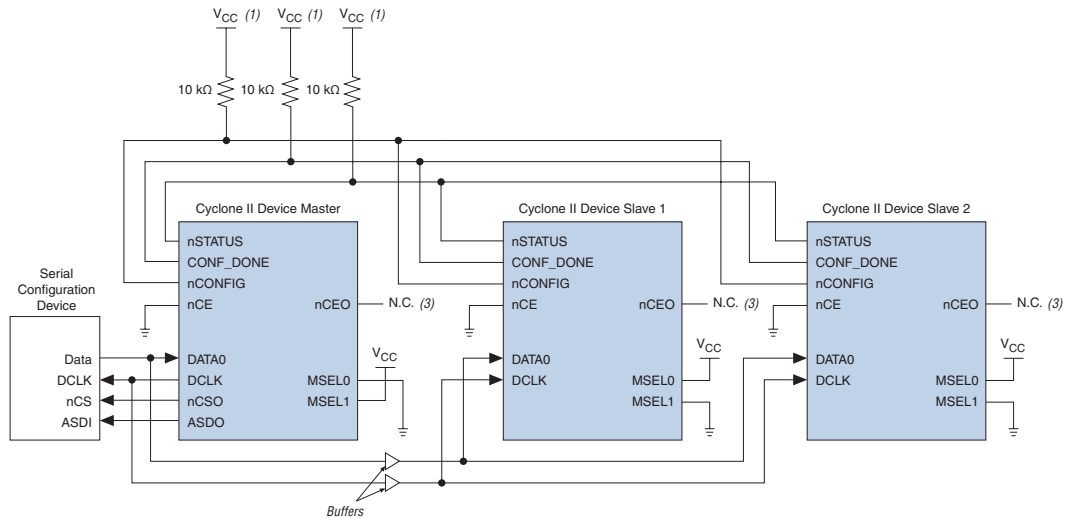 VCC (1) VCC (1) VCC (1)
10 kΩ 10 kΩ 10 kΩ
Cyclone II Device Master
nSTATUS
CONF_DONE
nCONFIG
nCE
nCEO
N.C. (3)
DATA0
DCLK
nCSO
ASDO
VCC
MSEL0
MSEL1
Serial
Configuration
Device
Data
DCLK
nCS
ASDI
Cyclone II Device Slave 1
nSTATUS
CONF_DONE
nCONFIG
nCE
nCEO
N.C. (3)
DATA0
DCLK
VCC
MSEL0
MSEL1
Cyclone II Device Slave 2
nSTATUS
CONF_DONE
nCONFIG
nCE
nCEO
N.C. (3)
DATA0
DCLK
VCC
MSEL0
MSEL1
Buffers